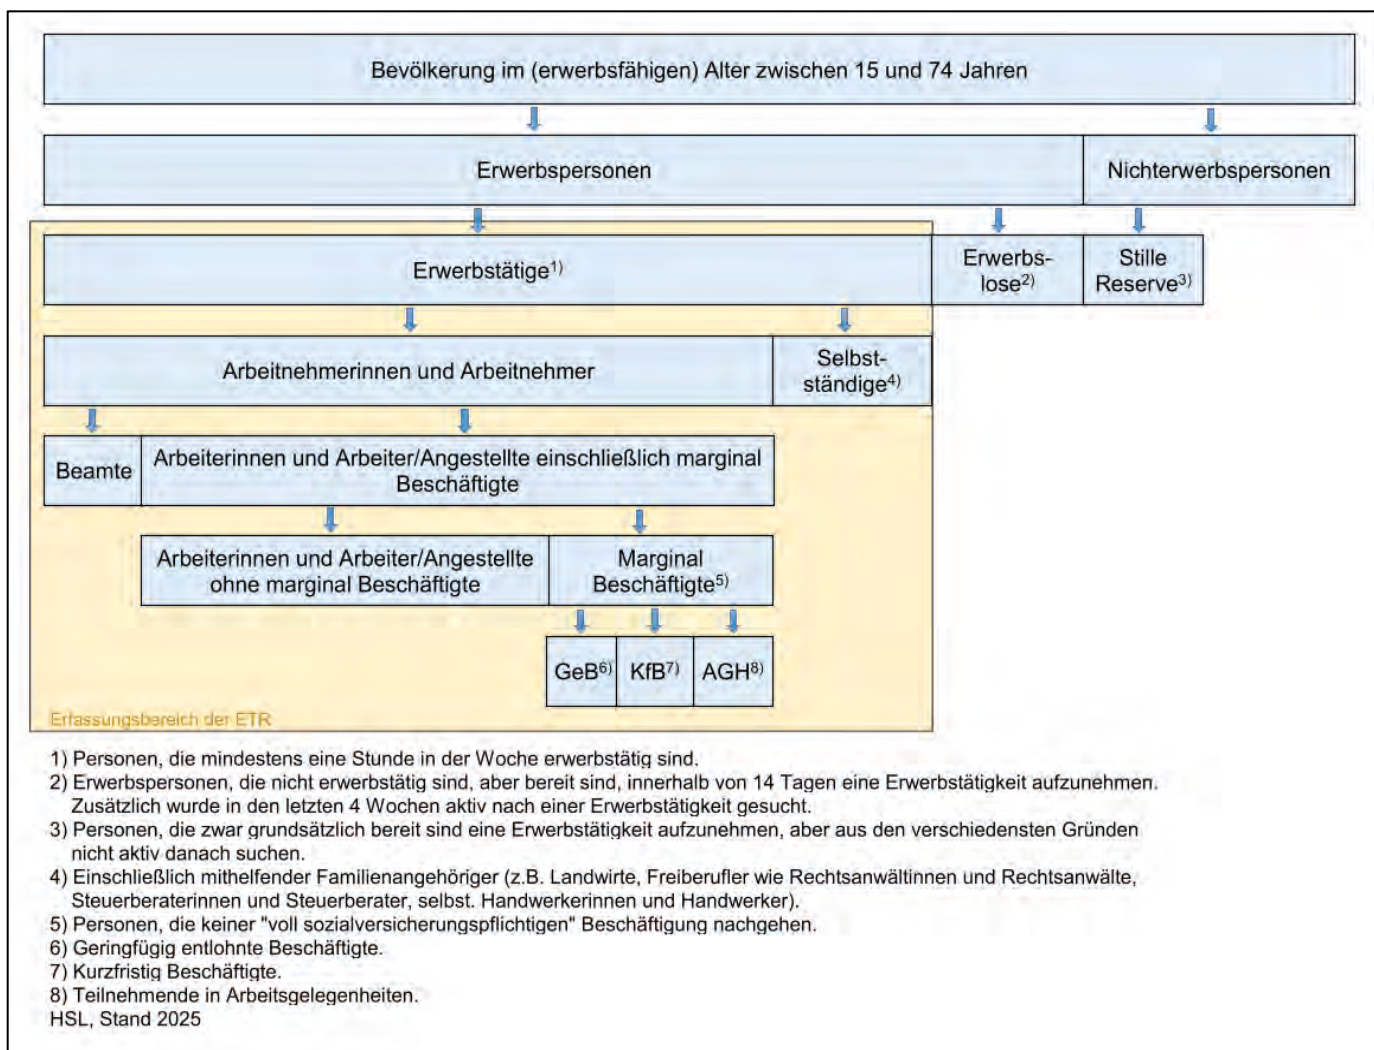 Bevölkerung im (erwerbsfähigen) Alter zwischen 15 und 74 Jahren
Erwerbspersonen
Nichterwerbspersonen
Erwerbstätige1)
Erwerbs-
lose2)
Stille
Reserve3)
Arbeitnehmerinnen und Arbeitnehmer
Selbst-
ständige4)
Beamte
Arbeiterinnen und Arbeiter/Angestellte einschließlich marginal
Beschäftigte
Arbeiterinnen und Arbeiter/Angestellte
ohne marginal Beschäftigte
Marginal
Beschäftigte5)
GeB6)
KfB7)
AGH8)
Erfassungsbereich der ETR
1) Personen, die mindestens eine Stunde in der Woche erwerbstätig sind.
2) Erwerbspersonen, die nicht erwerbstätig sind, aber bereit sind, innerhalb von 14 Tagen eine Erwerbstätigkeit aufzunehmen.
Zusätzlich wurde in den letzten 4 Wochen aktiv nach einer Erwerbstätigkeit gesucht.
3) Personen, die zwar grundsätzlich bereit sind eine Erwerbstätigkeit aufzunehmen, aber aus den verschiedensten Gründen
nicht aktiv danach suchen.
4) Einschließlich mithelfender Familienangehöriger (z.B. Landwirte, Freiberufler wie Rechtsanwältinnen und Rechtsanwälte,
Steuerberaterinnen und Steuerberater, selbst. Handwerkerinnen und Handwerker).
5) Personen, die keiner "voll sozialversicherungspflichtigen" Beschäftigung nachgehen.
6) Geringfügig entlohnte Beschäftigte.
7) Kurzfristig Beschäftigte.
8) Teilnehmende in Arbeitsgelegenheiten.
HSL, Stand 2025